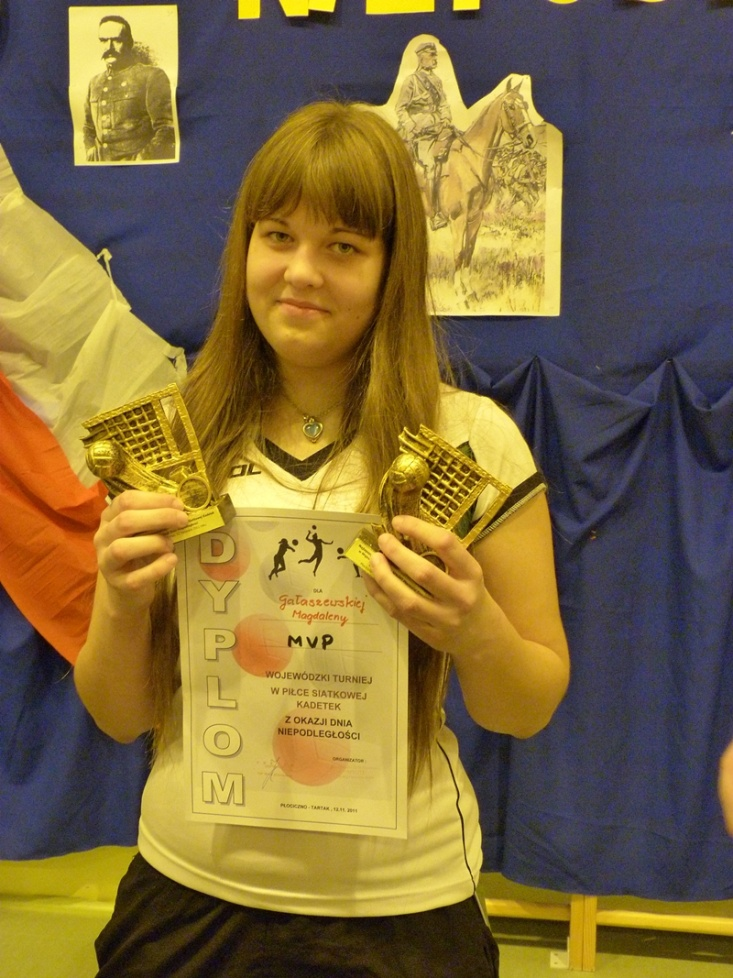 DYPLOM
DLA
Gałaszewskiej
Magdaleny
MVP
WOJEWÓDZKI TURNIEJ
W PIŁCE SIATKOWEJ
KADETEK
Z OKAZJI DNIA
NIEPODLEGŁOŚCI
ORGANIZATOR
PŁOCICZNO - TARTAK , 12.11. 2011